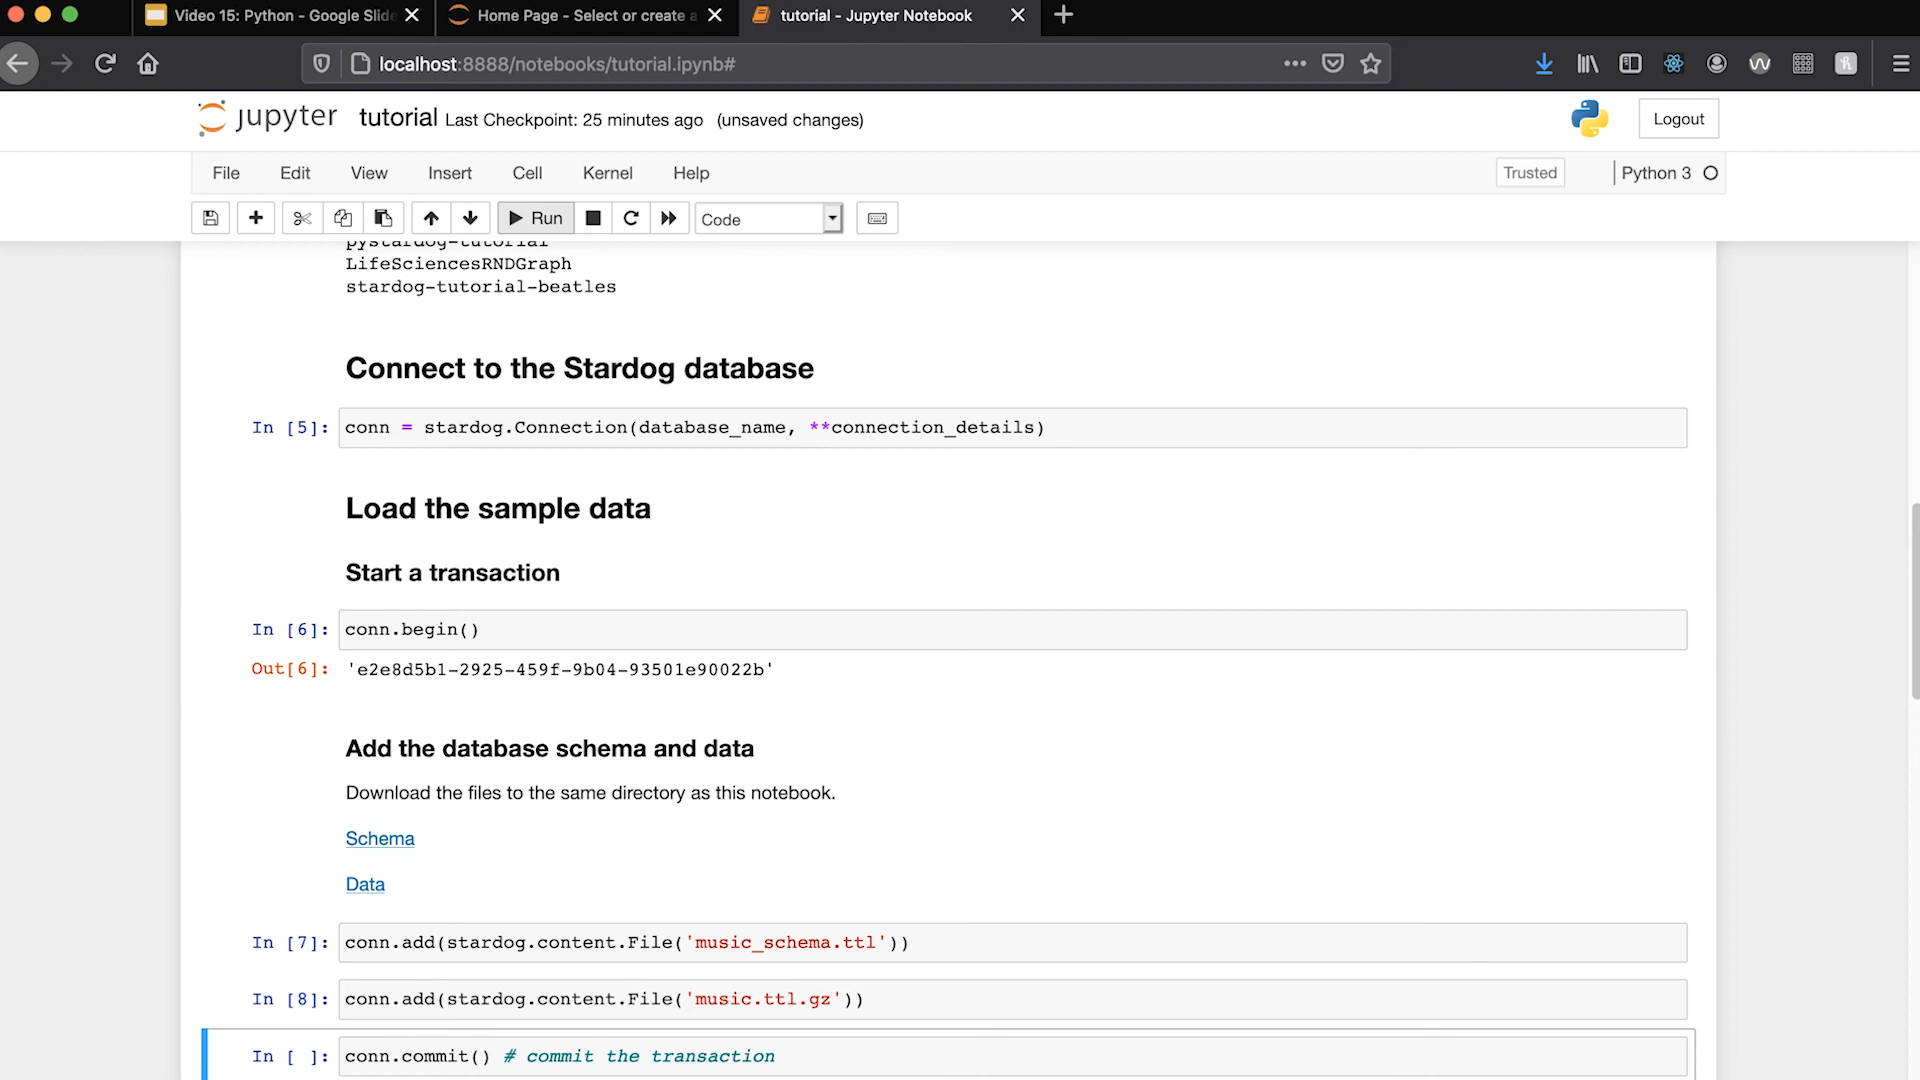 Video 15: Python - Google Slide
Home Page - Select or create a
tutorial - Jupyter Notebook
localhost:8888/notebooks/tutorial.ipynb#
jupyter tutorial Last Checkpoint: 25 minutes ago (unsaved changes)
Logout
File Edit View Insert Cell Kernel Help
Trusted
Python 3
Run
Code
pystardog-tutorial
LifeSciencesRNDGraph
stardog-tutorial-beatles
Connect to the Stardog database
In [5]: conn = stardog.Connection(database_name, **connection_details)
Load the sample data
Start a transaction
In [6]: conn.begin()
Out[6]: 'e2e8d5b1-2925-459f-9b04-93501e90022b'
Add the database schema and data
Download the files to the same directory as this notebook.
Schema
Data
In [7]: conn.add(stardog.content.File('music_schema.ttl'))
In [8]: conn.add(stardog.content.File('music.ttl.gz'))
In [ ]: conn.commit() # commit the transaction